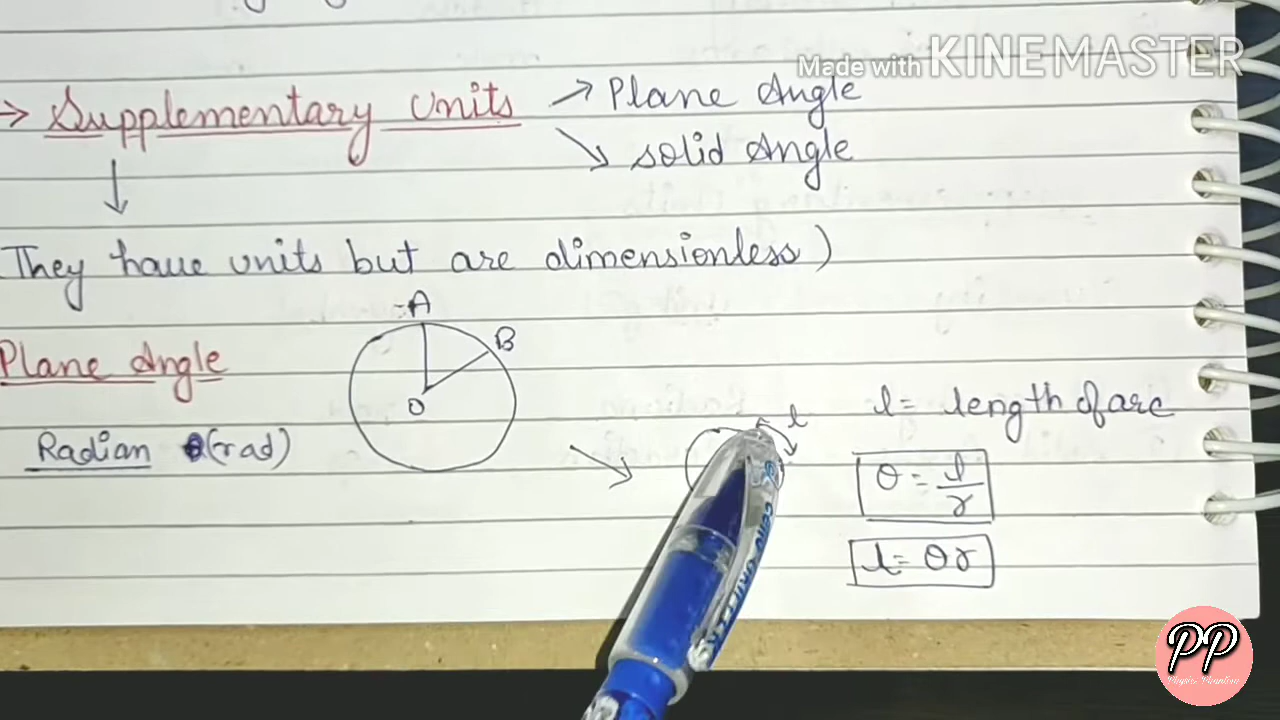 Made with KINEMASTER
→ Supplementary Units → Plane Angle
↘ solid Angle
They have units but are dimensionless)
A
B
O
Plane Angle
Radian (rad)
l
l = length of arc
θ = l/r
l = θr
PP